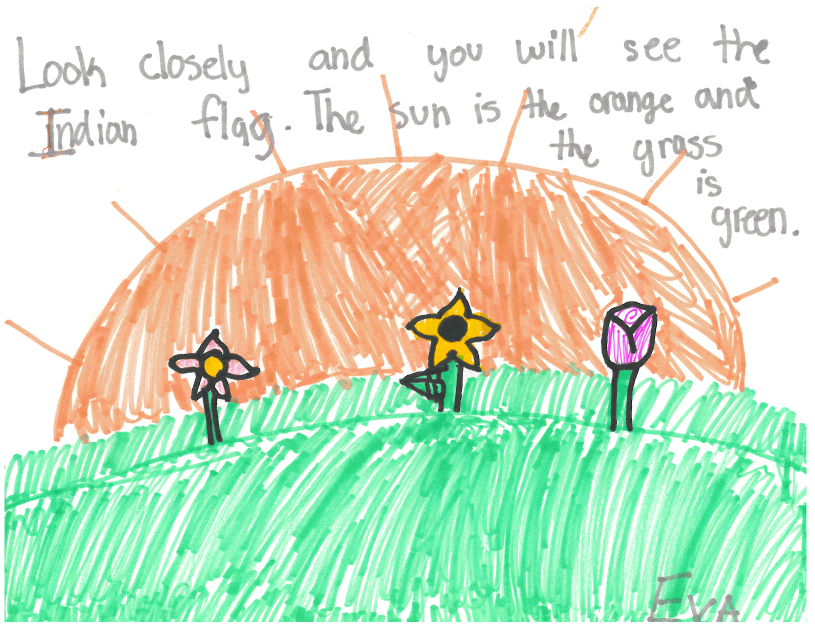 Look closely and you will see the
Indian flag. The sun is the orange and
the grass
is
green.
EVA